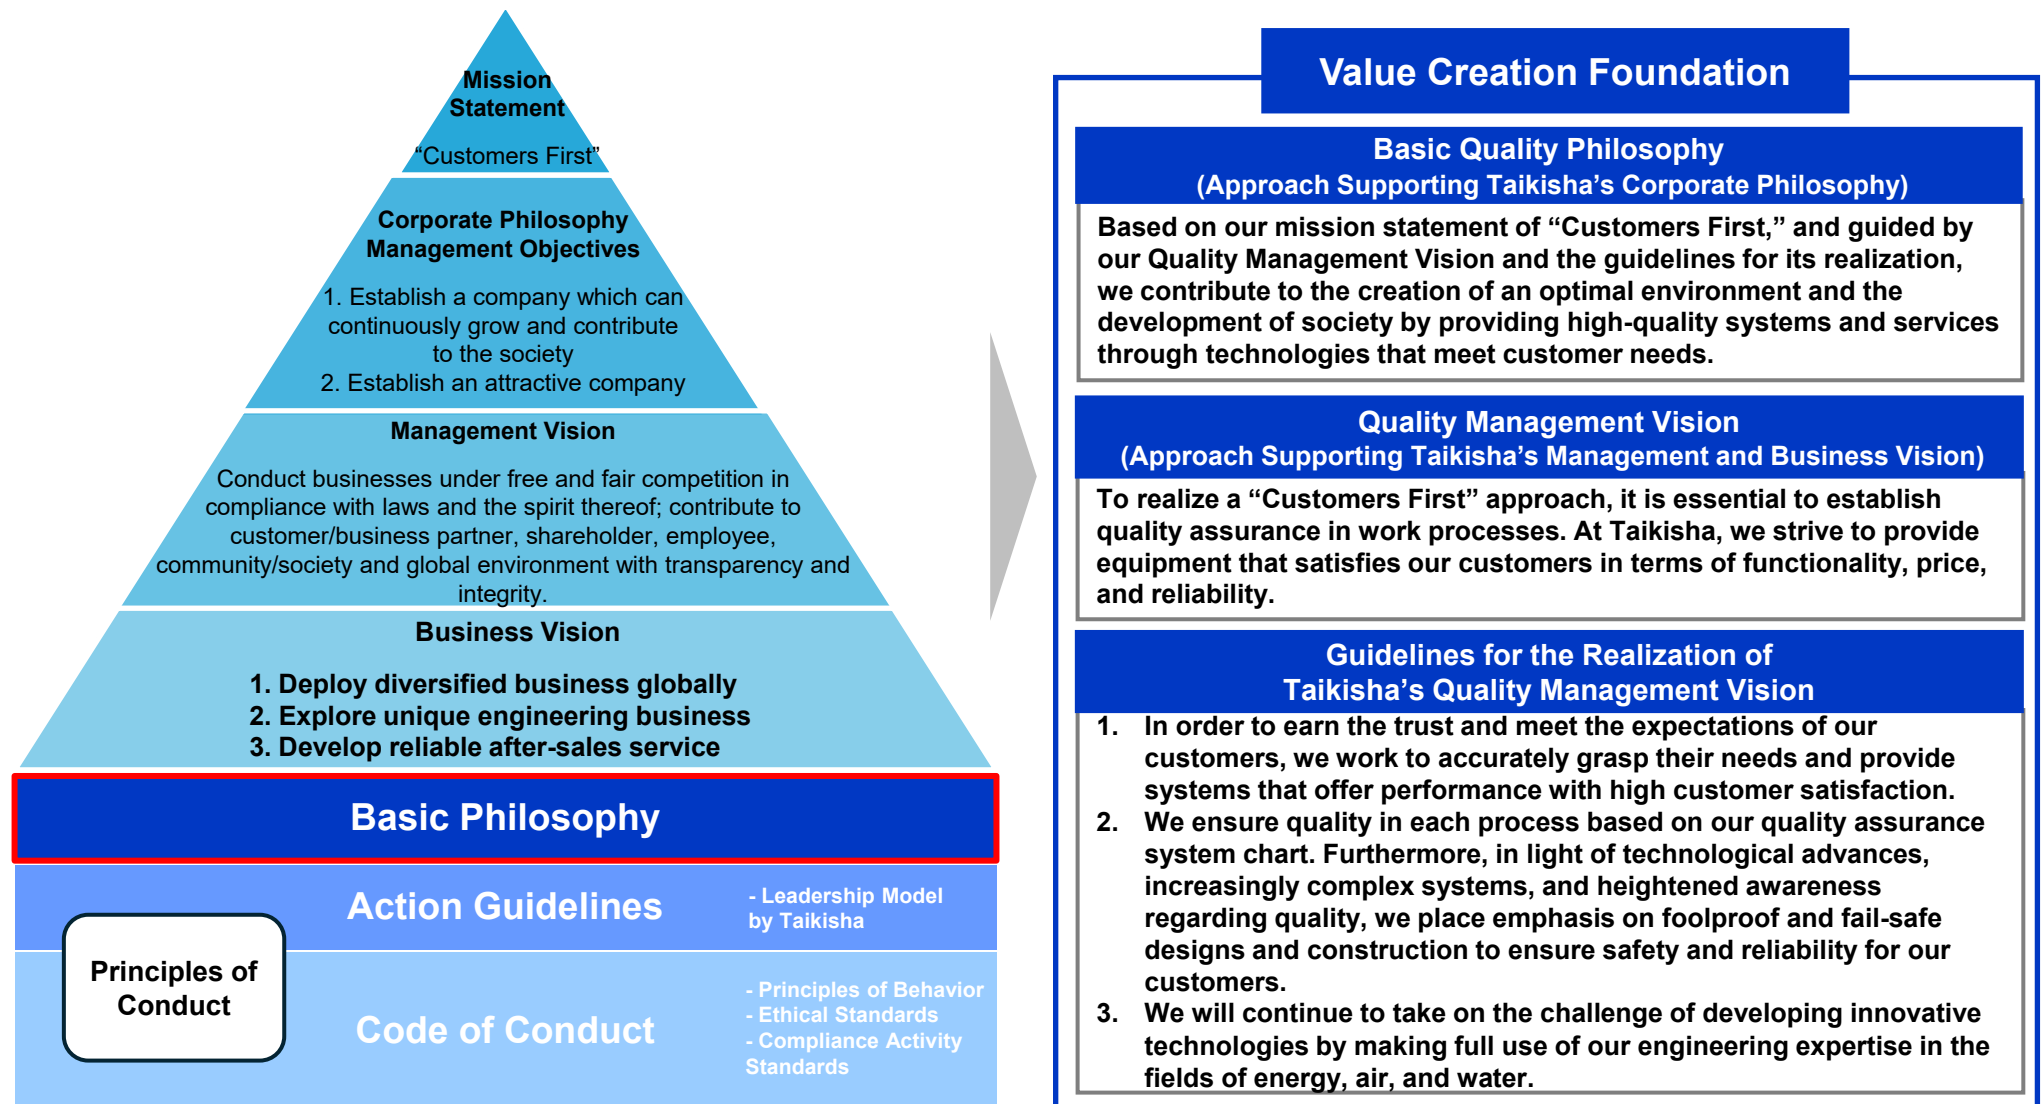 Mission
Statement
“Customers First”
Corporate Philosophy
Management Objectives
1. Establish a company which can
continuously grow and contribute
to the society
2. Establish an attractive company
Management Vision
Conduct businesses under free and fair competition in
compliance with laws and the spirit thereof; contribute to
customer/business partner, shareholder, employee,
community/society and global environment with transparency and
integrity.
Business Vision
1. Deploy diversified business globally
2. Explore unique engineering business
3. Develop reliable after-sales service
Basic Philosophy
Action Guidelines
- Leadership Model
by Taikisha
Principles of
Conduct
Code of Conduct
- Principles of Behavior
- Ethical Standards
- Compliance Activity
Standards
Value Creation Foundation
Basic Quality Philosophy
(Approach Supporting Taikisha’s Corporate Philosophy)
Based on our mission statement of “Customers First,” and guided by
our Quality Management Vision and the guidelines for its realization,
we contribute to the creation of an optimal environment and the
development of society by providing high-quality systems and services
through technologies that meet customer needs.
Quality Management Vision
(Approach Supporting Taikisha’s Management and Business Vision)
To realize a “Customers First” approach, it is essential to establish
quality assurance in work processes. At Taikisha, we strive to provide
equipment that satisfies our customers in terms of functionality, price,
and reliability.
Guidelines for the Realization of
Taikisha’s Quality Management Vision
1. In order to earn the trust and meet the expectations of our
customers, we work to accurately grasp their needs and provide
systems that offer performance with high customer satisfaction.
2. We ensure quality in each process based on our quality assurance
system chart. Furthermore, in light of technological advances,
increasingly complex systems, and heightened awareness
regarding quality, we place emphasis on foolproof and fail-safe
designs and construction to ensure safety and reliability for our
customers.
3. We will continue to take on the challenge of developing innovative
technologies by making full use of our engineering expertise in the
fields of energy, air, and water.